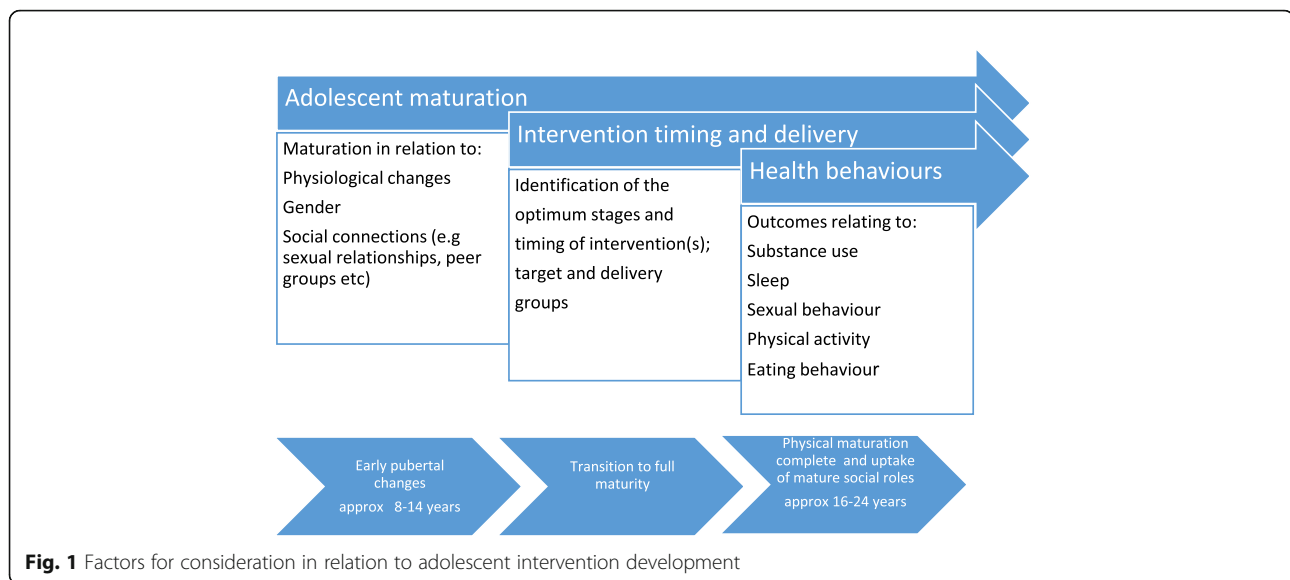 Adolescent maturation
Maturation in relation to:
Physiological changes
Gender
Social connections (e.g
sexual relationships, peer
groups etc)
Intervention timing and delivery
Identification of the
optimum stages and
timing of intervention(s);
target and delivery
groups
Health behaviours
Outcomes relating to:
Substance use
Sleep
Sexual behaviour
Physical activity
Eating behaviour
Early pubertal
changes
approx 8-14 years
Transition to full
maturity
Physical maturation
complete and uptake
of mature social roles
approx 16-24 years
Fig. 1 Factors for consideration in relation to adolescent intervention development